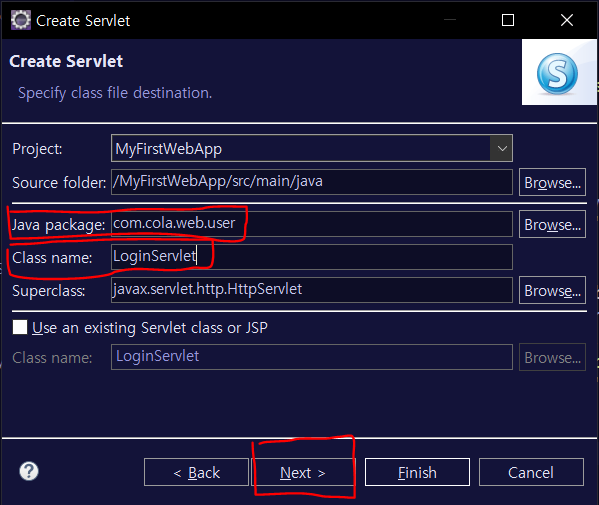 Create Servlet
Create Servlet
Specify class file destination.
S
Project: MyFirstWebApp
Source folder: /MyFirstWebApp/src/main/java Browse...
Java package: com.cola.web.user Browse...
Class name: LoginServlet
Superclass: javax.servlet.http.HttpServlet Browse...
Use an existing Servlet class or JSP
Class name: LoginServlet Browse...
? < Back Next > Finish Cancel